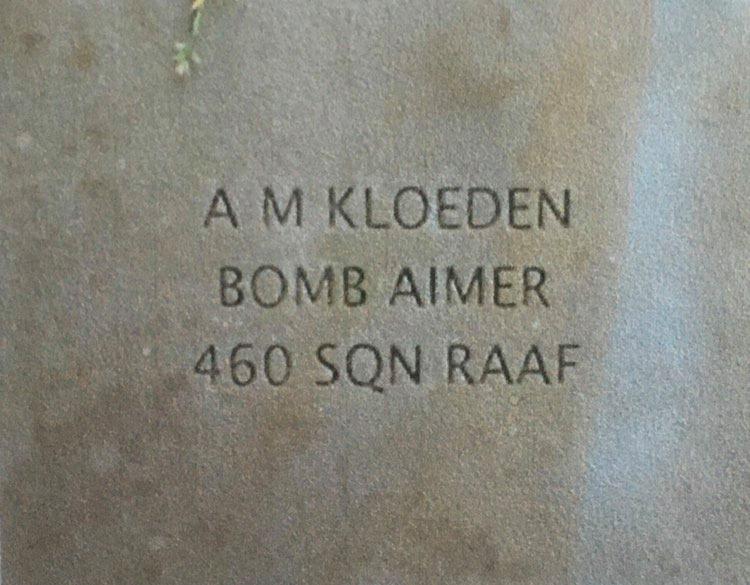 A M KLOEDEN
BOMB AIMER
460 SQN RAAF